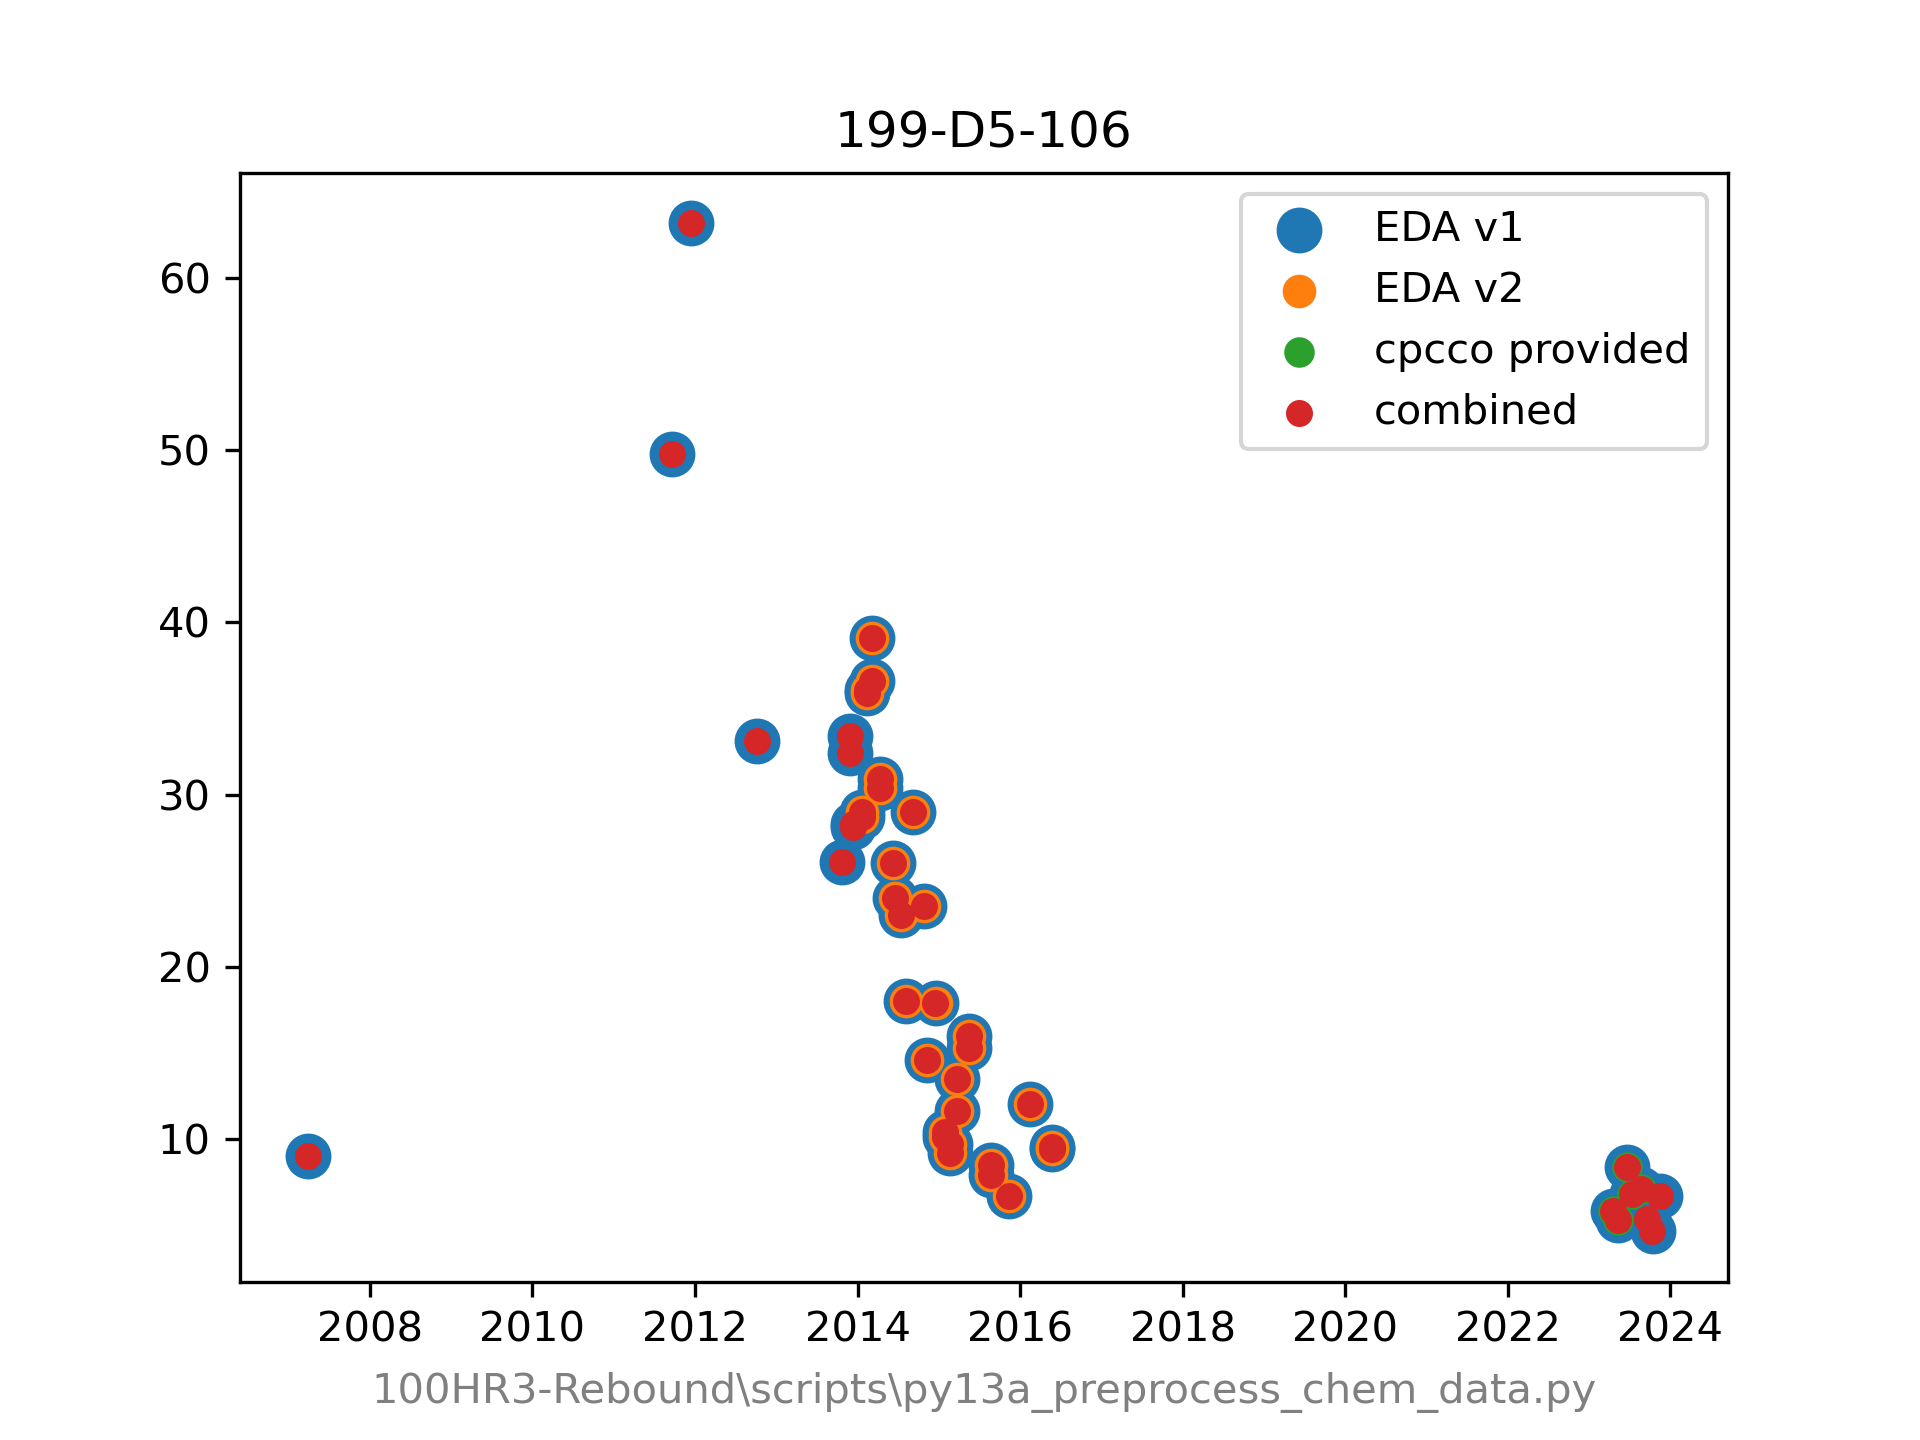 199-D5-106
EDA v1
EDA v2
cpcco provided
combined
60
50
40
30
20
10
2008 2010 2012 2014 2016 2018 2020 2022 2024
100HR3-Rebound\scripts\py13a_preprocess_chem_data.py